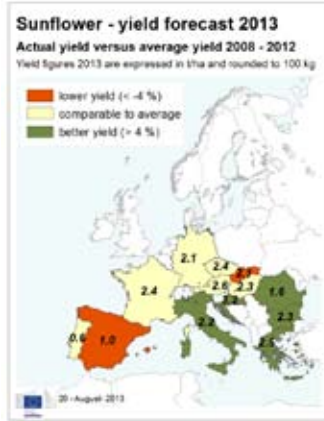 Sunflower - yield forecast 2013
Actual yield versus average yield 2008 - 2012
Yield figures 2013 are expressed in t/ha and rounded to 100 kg
lower yield (< -4 %)
comparable to average
better yield (> 4 %)
2.1
2.4
2.4
2.6
2.3
1.8
2.3
2.2
0.6
1.0
20 - August- 2013